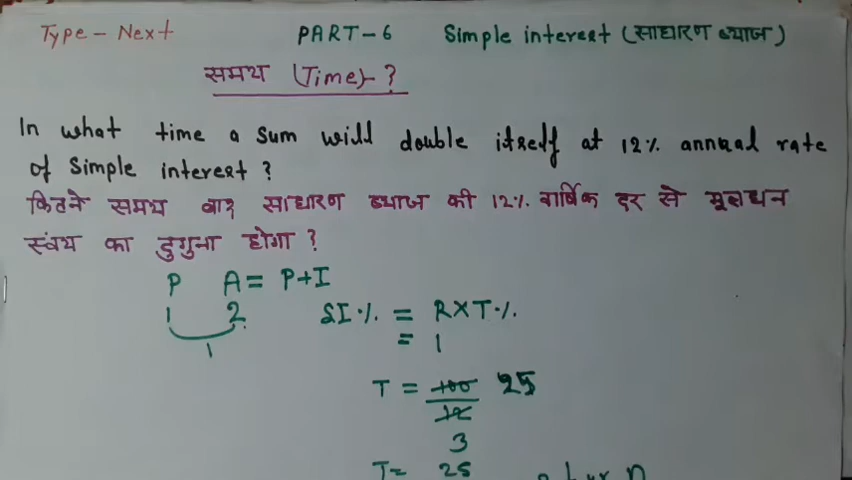 Type - Next PART-6 Simple interest (साधारण ब्याज)
समय (Time)- ?
In what time a sum will double itself at 12% annual rate
of simple interest ?
कितने समय बाद साधारण ब्याज की 12% वार्षिक दर से मूलधन
स्वंय का दुगुना होगा ?
P A = P+I
1 2 SI % = R×T %
1 = 1
T = 100 25
12
3
T = 25